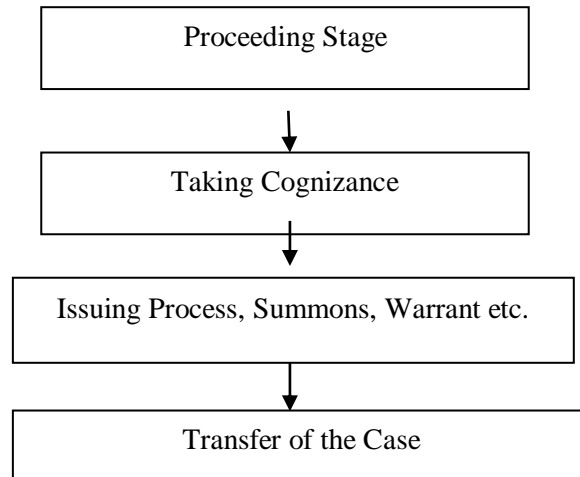 Proceeding Stage
Taking Cognizance
Issuing Process, Summons, Warrant etc.
Transfer of the Case